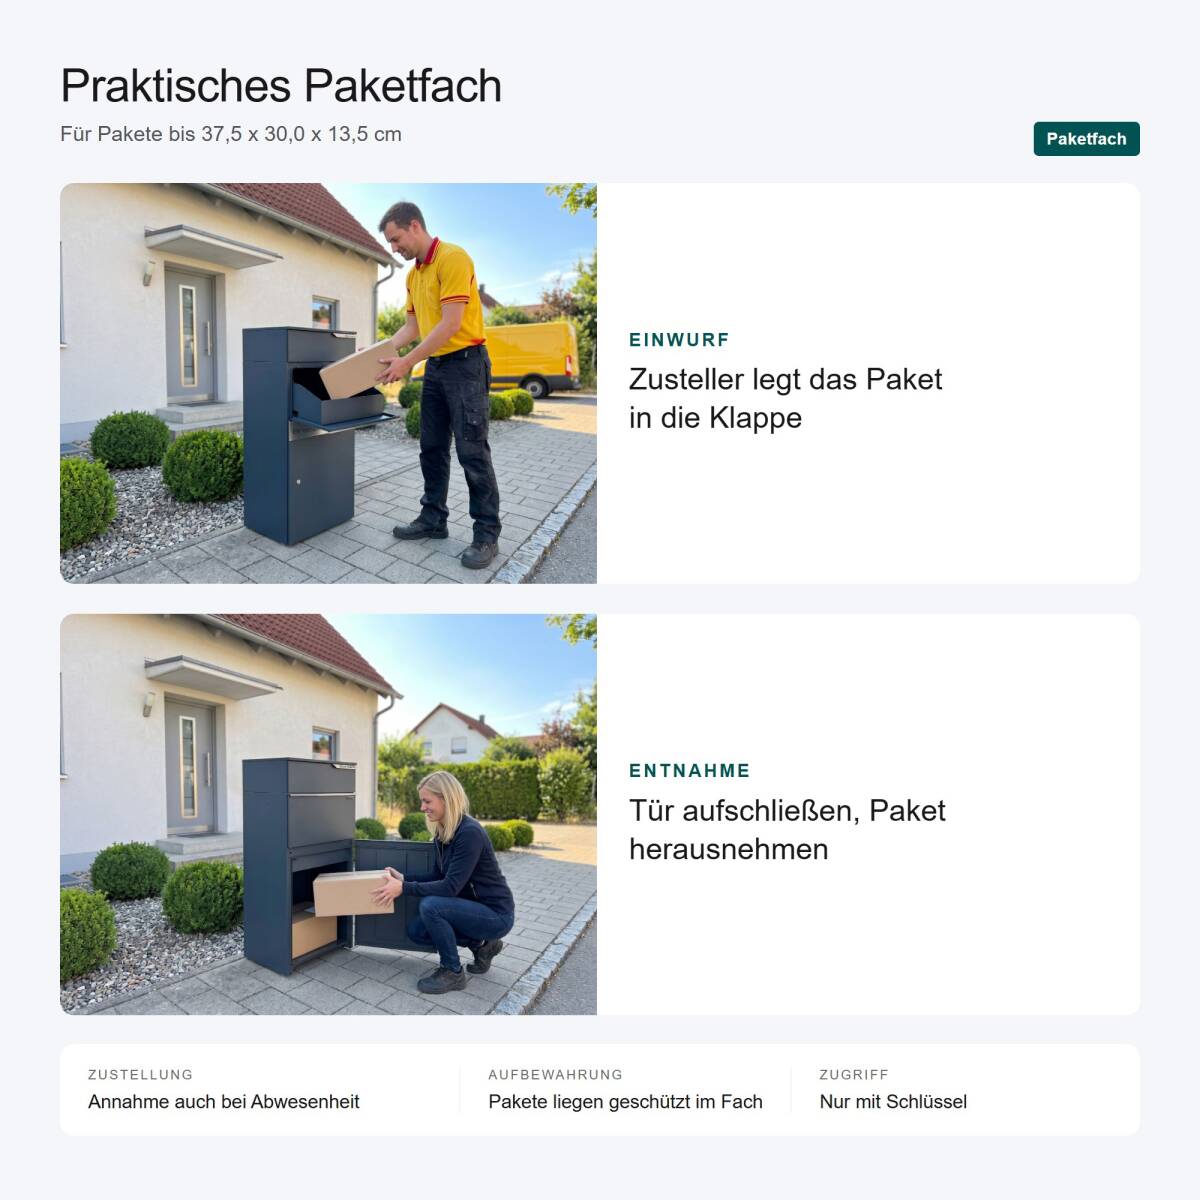 Praktisches Paketfach
Für Pakete bis 37,5 x 30,0 x 13,5 cm
Paketfach
EINWURF
Zusteller legt das Paket
in die Klappe
ENTNAHME
Tür aufschließen, Paket
herausnehmen
ZUSTELLUNG
Annahme auch bei Abwesenheit
AUFBEWAHRUNG
Pakete liegen geschützt im Fach
ZUGRIFF
Nur mit Schlüssel